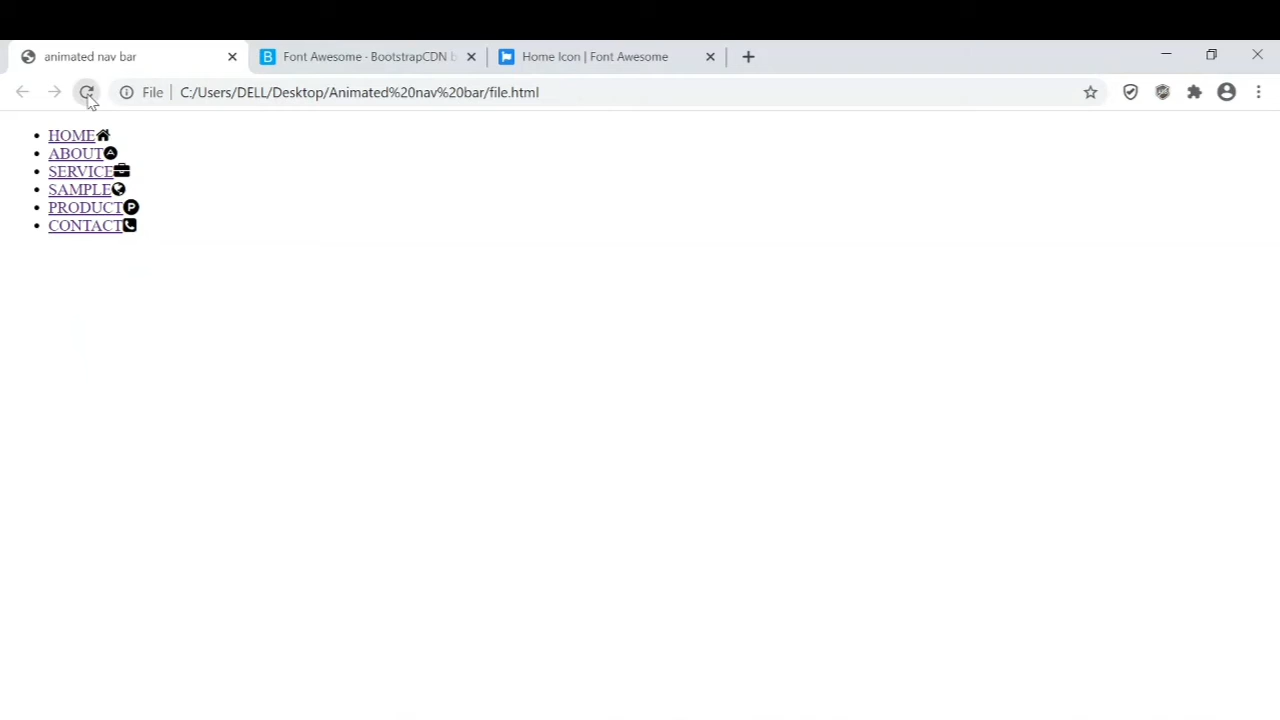 animated nav bar
Font Awesome · BootstrapCDN b
Home Icon | Font Awesome
File
C:/Users/DELL/Desktop/Animated%20nav%20bar/file.html
HOME
ABOUT
SERVICE
SAMPLE
PRODUCT
CONTACT